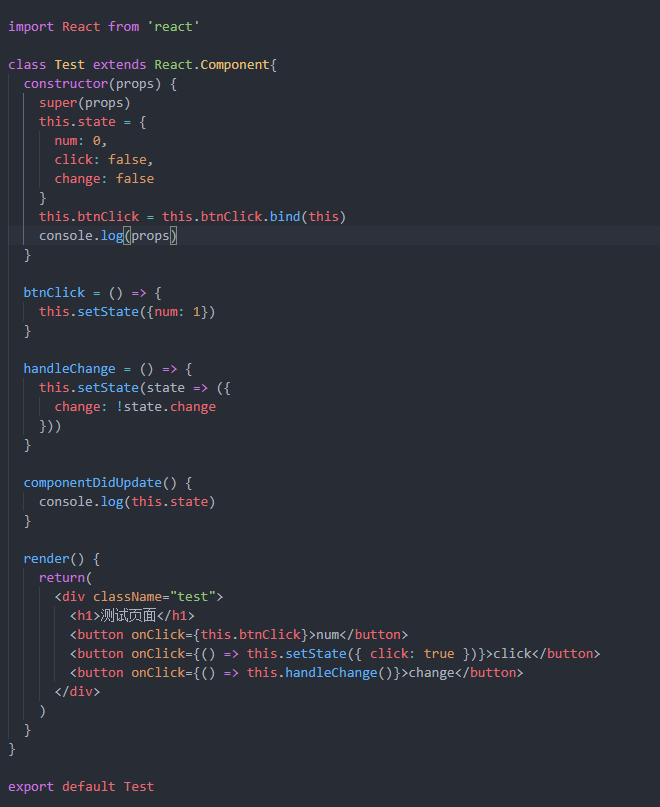 import React from 'react'
class Test extends React.Component{
constructor(props) {
super(props)
this.state = {
num: 0,
click: false,
change: false
}
this.btnClick = this.btnClick.bind(this)
console.log(props)
}
btnClick = () => {
this.setState({num: 1})
}
handleChange = () => {
this.setState(state => ({
change: !state.change
}))
}
componentDidUpdate() {
console.log(this.state)
}
render() {
return(
<div className="test">
<h1>测试页面</h1>
<button onClick={this.btnClick}>num</button>
<button onClick={() => this.setState({ click: true })}>click</button>
<button onClick={() => this.handleChange()}>change</button>
</div>
)
}
}
export default Test